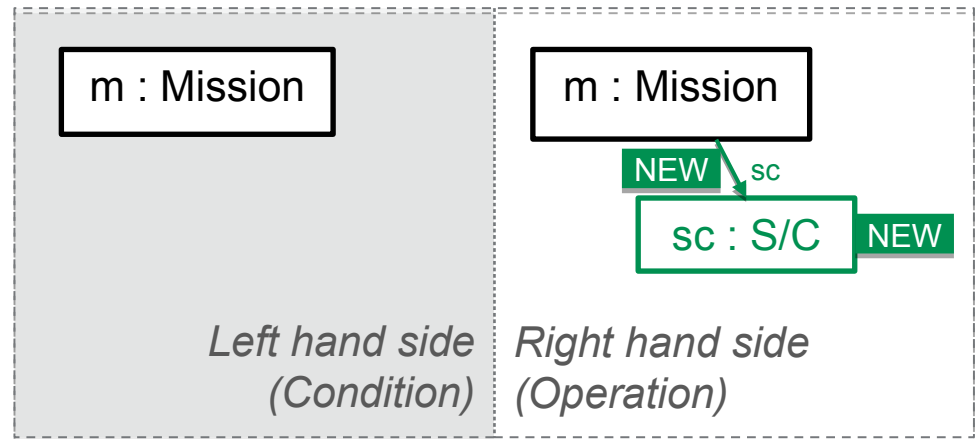 m : Mission
Left hand side
(Condition)
m : Mission
NEW
sc
sc : S/C
NEW
Right hand side
(Operation)